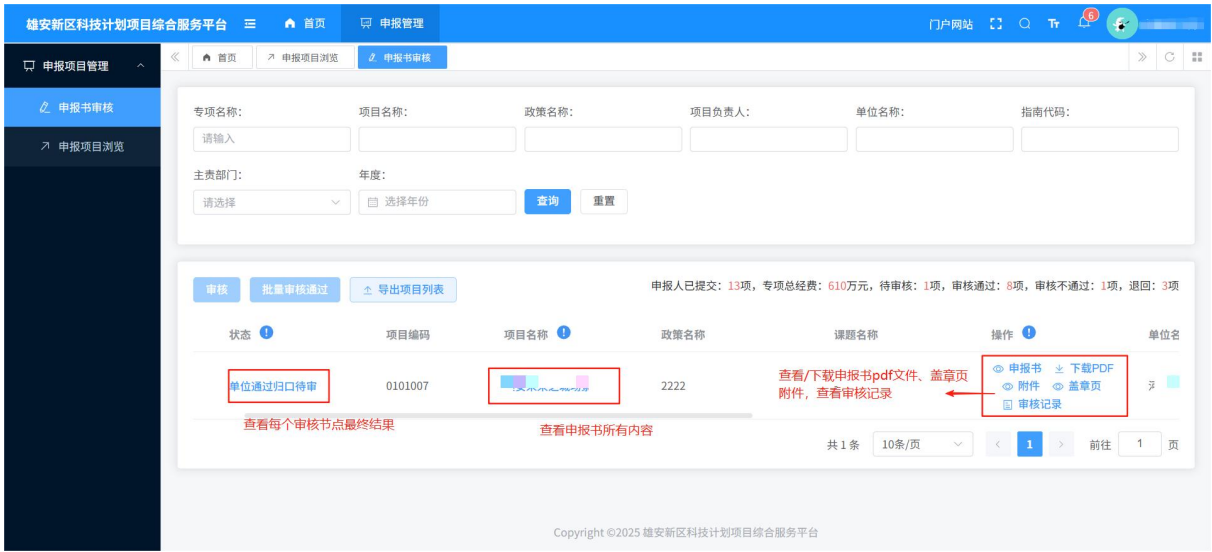 雄安新区科技计划项目综合服务平台 首页 申报管理 门户网站 Tт 6
申报项目管理 首页 申报项目浏览 申报书审核
申报书审核
申报项目浏览
专项名称： 项目名称： 政策名称： 项目负责人： 单位名称： 指南代码：
请输入
主责部门： 年度：
请选择 选择年份 查询 重置
审核 批量审核通过 导出项目列表 申报人已提交：13项，专项总经费：610万元，待审核：1项，审核通过：8项，审核不通过：1项，退回：3项
状态 项目编码 项目名称 政策名称 课题名称 操作 单位名
单位通过归口待审 0101007 2222
查看/下载申报书pdf文件、盖章页
附件，查看审核记录
申报书 下载PDF
附件 盖章页
审核记录
查看每个审核节点最终结果
查看申报书所有内容
共1条 10条/页 1 前往 1 页
Copyright ©2025 雄安新区科技计划项目综合服务平台